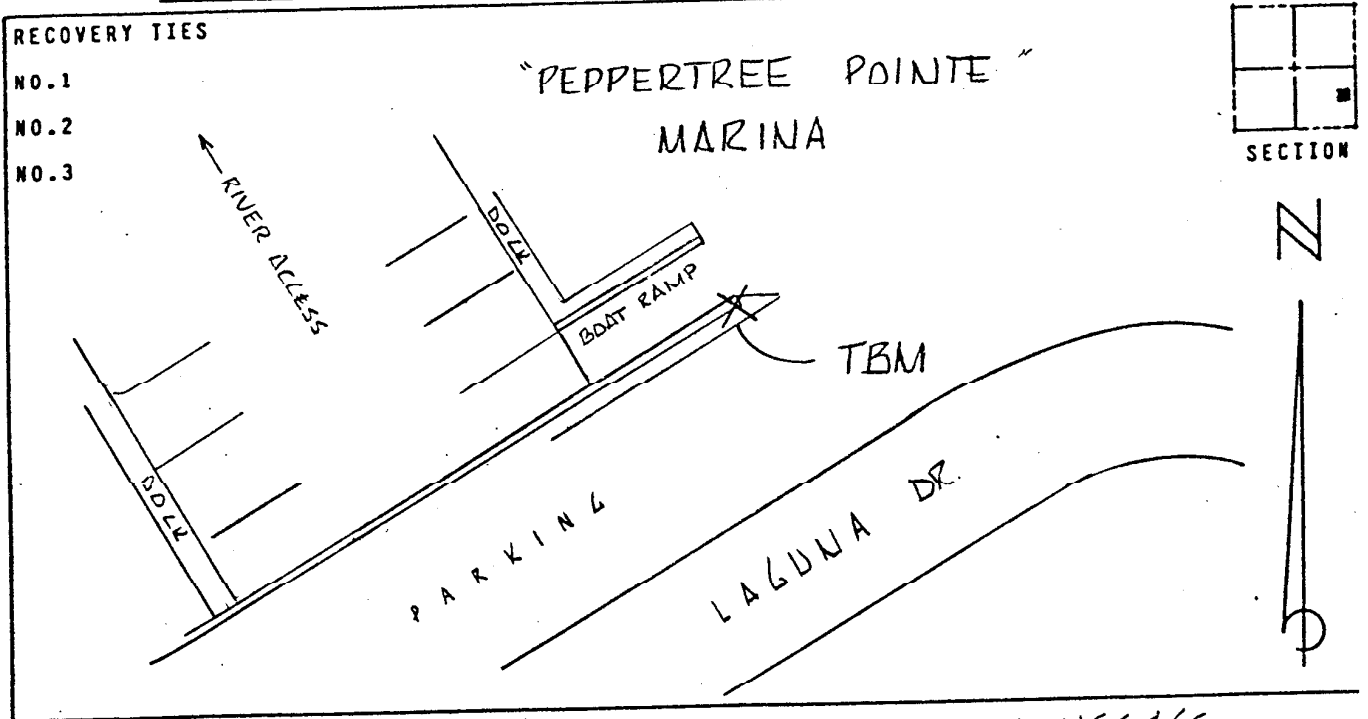 RECOVERY TIES
NO.1
NO.2
NO.3
"PEPPERTREE POINTE"
MARINA
SECTION
N
RIVER ACCESS
DOCK
BOAT RAMP
TBM
DOCK
PARKING
LAGUNA DR.